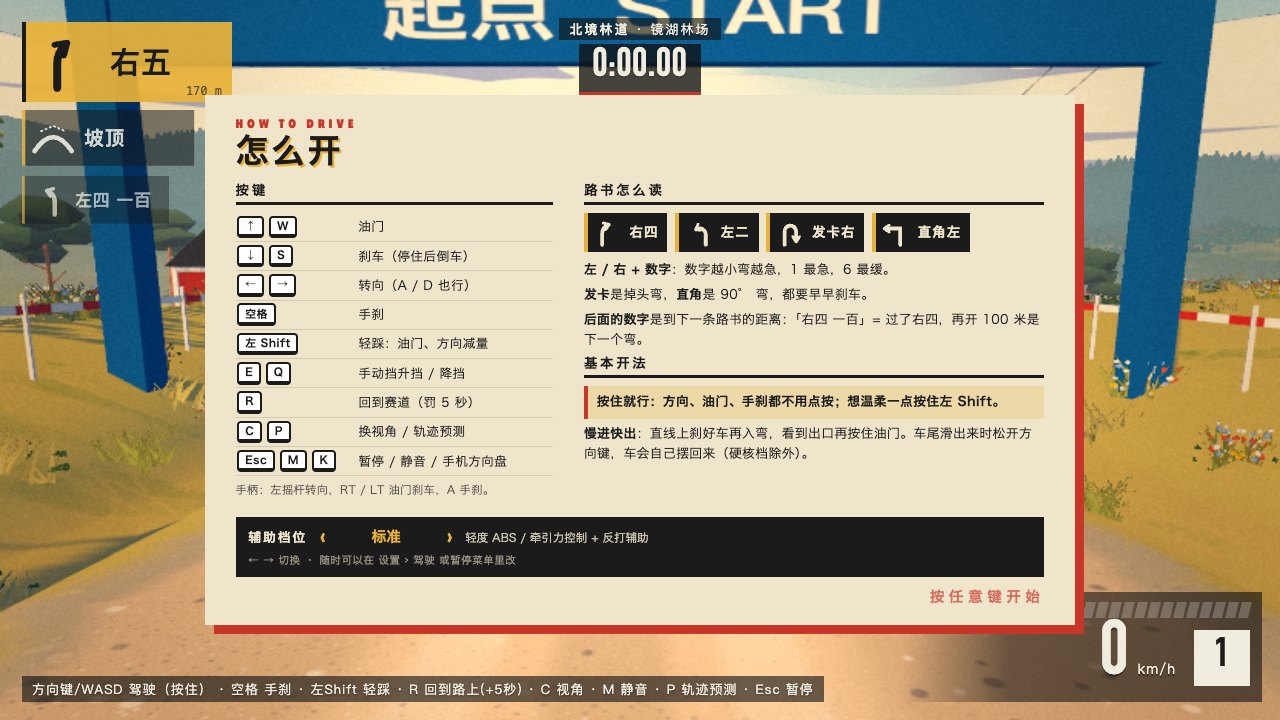 起点 START
北境林道 · 镜湖林场
0:00.00
右五
170 m
坡顶
左四 一百
HOW TO DRIVE
怎么开
按键
↑ W 油门
↓ S 刹车（停住后倒车）
← → 转向（A / D 也行）
空格 手刹
左 Shift 轻踩：油门、方向减量
E Q 手动挡升挡 / 降挡
R 回到赛道（罚 5 秒）
C P 换视角 / 轨迹预测
Esc M K 暂停 / 静音 / 手机方向盘
手柄：左摇杆转向，RT / LT 油门刹车，A 手刹。
路书怎么读
右四 左二 发卡右 直角左
左 / 右 + 数字：数字越小弯越急，1 最急，6 最缓。
发卡是掉头弯，直角是 90° 弯，都要早早刹车。
后面的数字是到下一条路书的距离：「右四 一百」= 过了右四，再开 100 米是
下一个弯。
基本开法
按住就行：方向、油门、手刹都不用点按；想温柔一点按住左 Shift。
慢进快出：直线上刹好车再入弯，看到出口再按住油门。车尾滑出来时松开方
向键，车会自己摆回来（硬核档除外）。
辅助档位 ‹ 标准 › 轻度 ABS / 牵引力控制 + 反打辅助
← → 切换 · 随时可以在 设置 › 驾驶 或暂停菜单里改
按任意键开始
0 km/h 1
方向键/WASD 驾驶（按住） · 空格 手刹 · 左Shift 轻踩 · R 回到路上(+5秒) · C 视角 · M 静音 · P 轨迹预测 · Esc 暂停